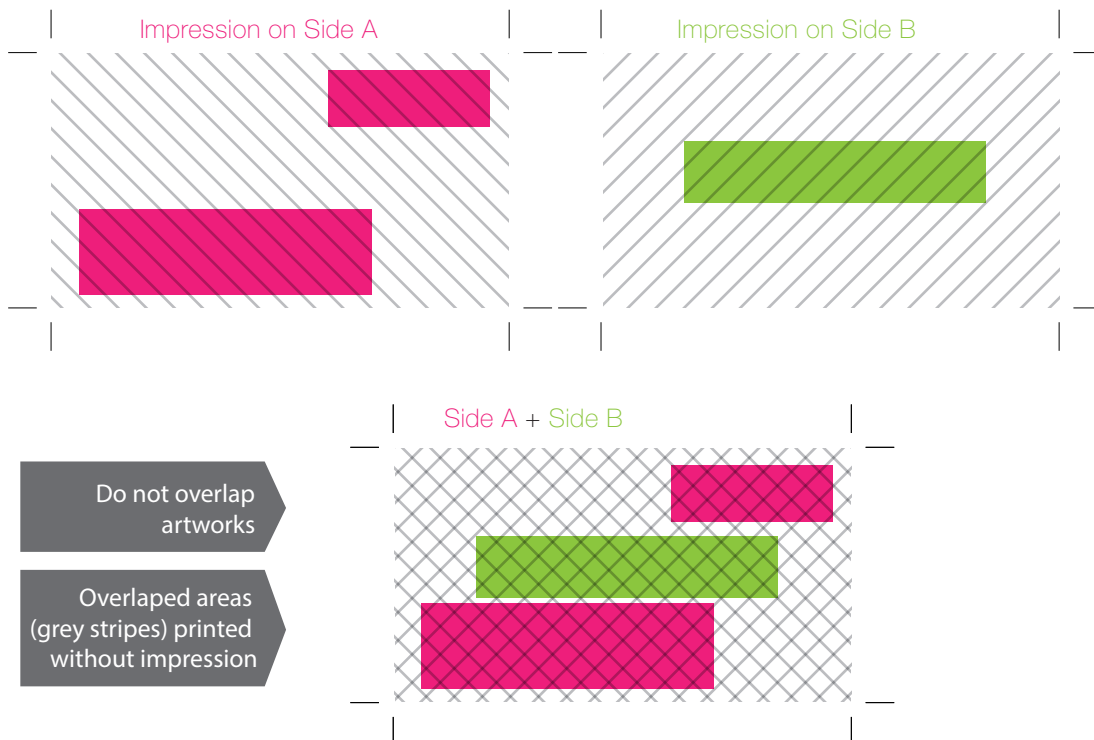 Impression on Side A
Impression on Side B
Side A + Side B
Do not overlap
artworks
Overlaped areas
(grey stripes) printed
without impression